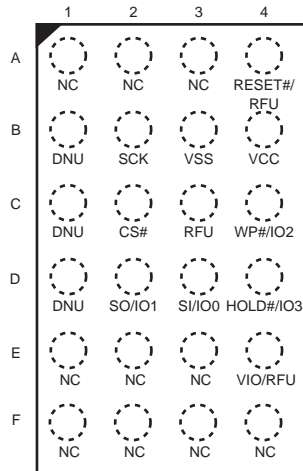 1 2 3 4
A
NC NC NC RESET#/
RFU
B
DNU SCK VSS VCC
C
DNU CS# RFU WP#/IO2
D
DNU SO/IO1 SI/IO0 HOLD#/IO3
E
NC NC NC VIO/RFU
F
NC NC NC NC